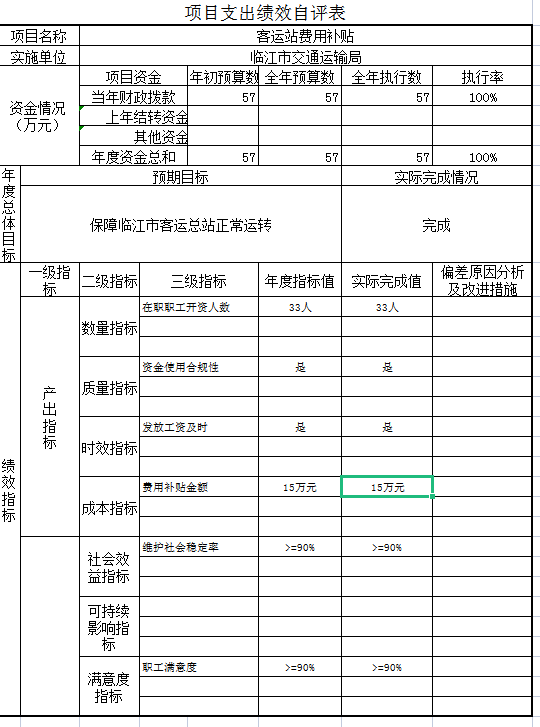 项目支出绩效自评表
项目名称 客运站费用补贴
实施单位 临江市交通运输局
资金情况
（万元）
项目资金 年初预算数 全年预算数 全年执行数 执行率
当年财政拨款 57 57 57 100%
上年结转资金
其他资金
年度资金总和 57 57 57 100%
年度总体目标
预期目标 实际完成情况
保障临江市客运总站正常运转 完成
绩效指标
一级指标 二级指标 三级指标 年度指标值 实际完成值 偏差原因分析及改进措施
产出指标
数量指标 在职职工开资人数 33人 33人
质量指标 资金使用合规性 是 是
时效指标 发放工资及时 是 是
成本指标 费用补贴金额 15万元 15万元
社会效益指标 维护社会稳定率 >=90% >=90%
可持续影响指标
满意度指标 职工满意度 >=90% >=90%